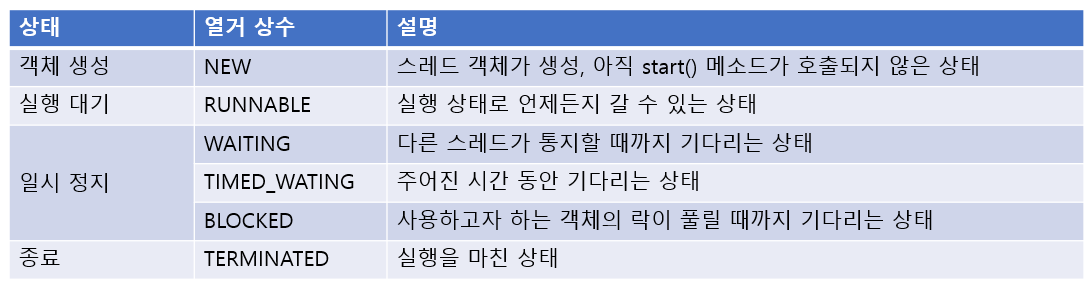 상태 열거 상수 설명
객체 생성 NEW 스레드 객체가 생성, 아직 start() 메소드가 호출되지 않은 상태
실행 대기 RUNNABLE 실행 상태로 언제든지 갈 수 있는 상태
WAITING 다른 스레드가 통지할 때까지 기다리는 상태
일시 정지 TIMED_WATING 주어진 시간 동안 기다리는 상태
BLOCKED 사용하고자 하는 객체의 락이 풀릴 때까지 기다리는 상태
종료 TERMINATED 실행을 마친 상태